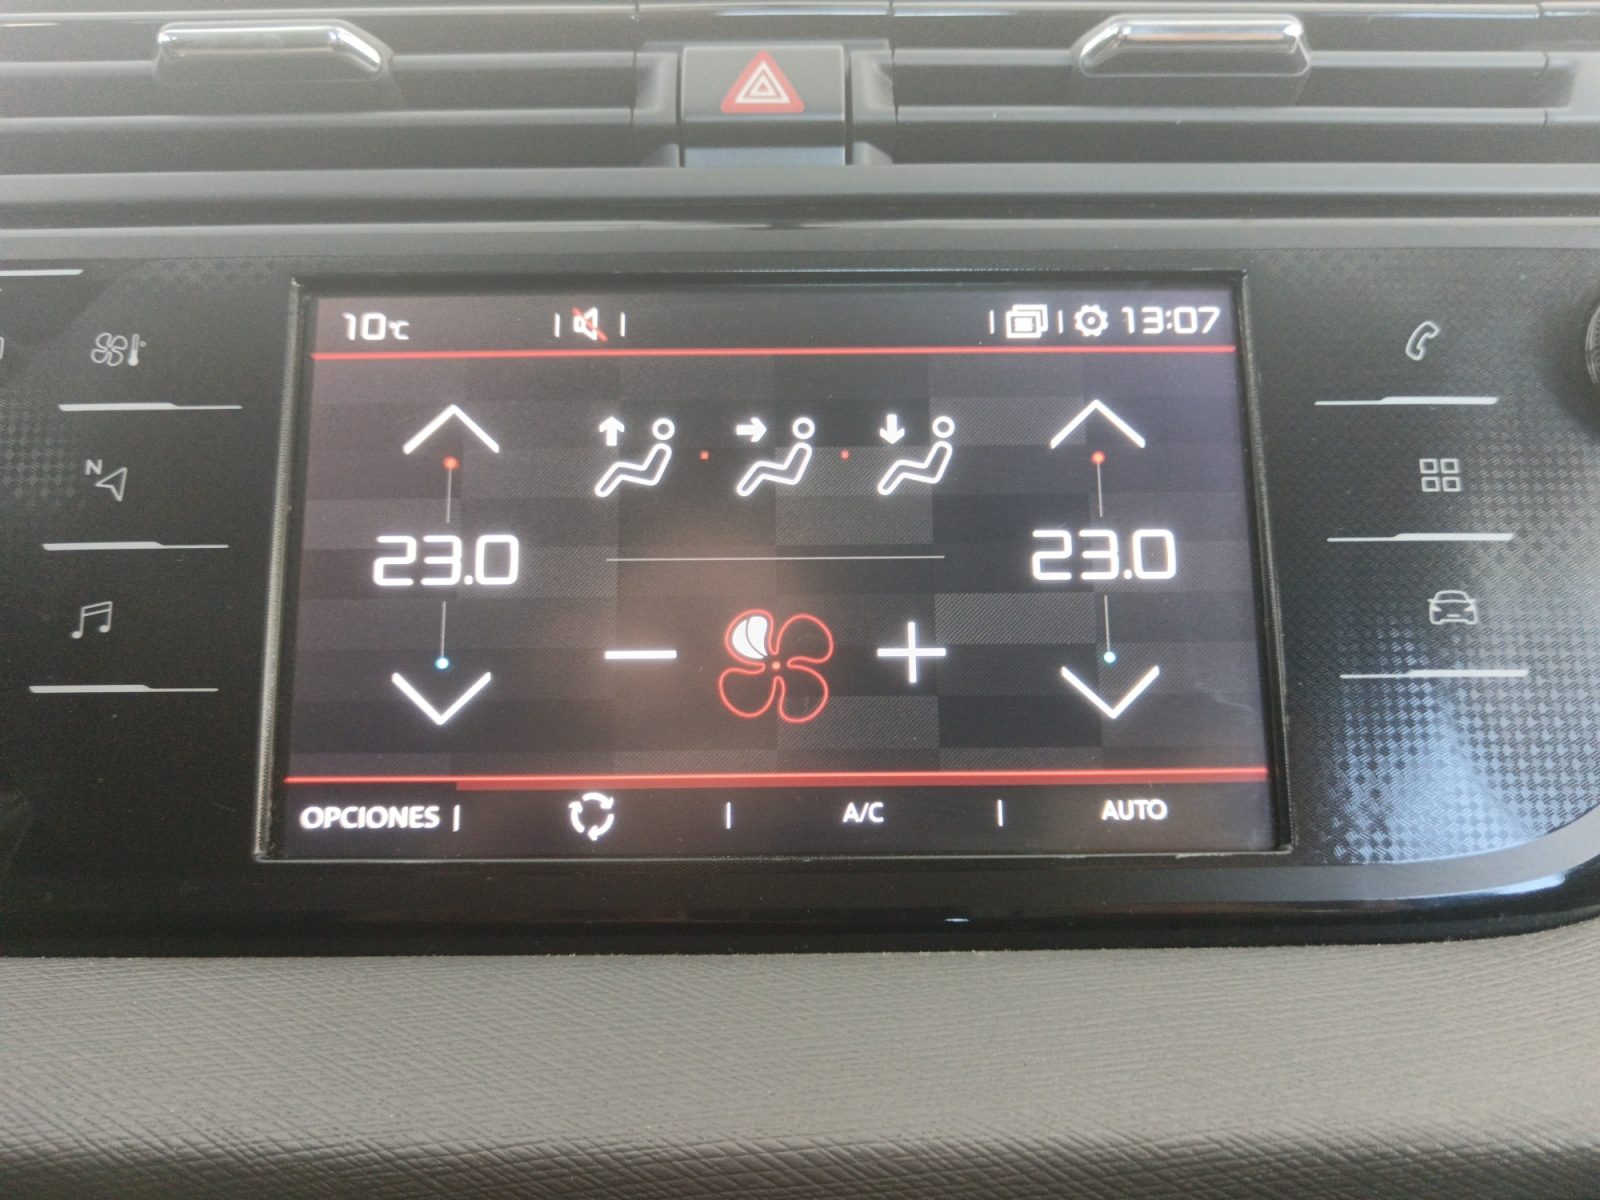 10°C 13:07
N
23.0 23.0
OPCIONES A/C AUTO